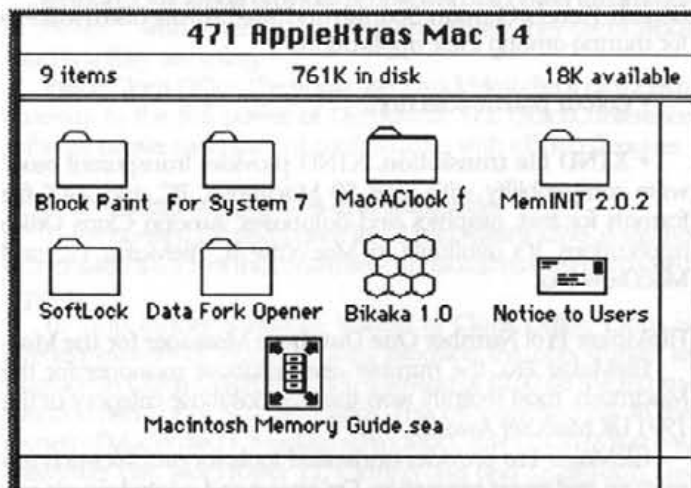 471 AppleXtras Mac 14
9 items 761K in disk 18K available
Block Paint For System 7 MacAClock ƒ MemINIT 2.0.2
SoftLock Data Fork Opener Bikaka 1.0 Notice to Users
Macintosh Memory Guide.sea